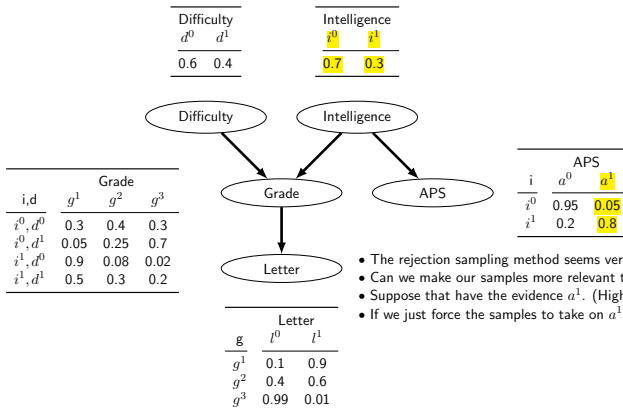 Difficulty
d⁰ d¹
0.6 0.4
Intelligence
i⁰ i¹
0.7 0.3
Difficulty
Intelligence
Grade
i,d g¹ g² g³
i⁰, d⁰ 0.3 0.4 0.3
i⁰, d¹ 0.05 0.25 0.7
i¹, d⁰ 0.9 0.08 0.02
i¹, d¹ 0.5 0.3 0.2
Grade
APS
APS
i a⁰ a¹
i⁰ 0.95 0.05
i¹ 0.2 0.8
Letter
• The rejection sampling method seems ver
• Can we make our samples more relevant t
• Suppose that have the evidence a¹. (High
• If we just force the samples to take on a¹
Letter
g l⁰ l¹
g¹ 0.1 0.9
g² 0.4 0.6
g³ 0.99 0.01